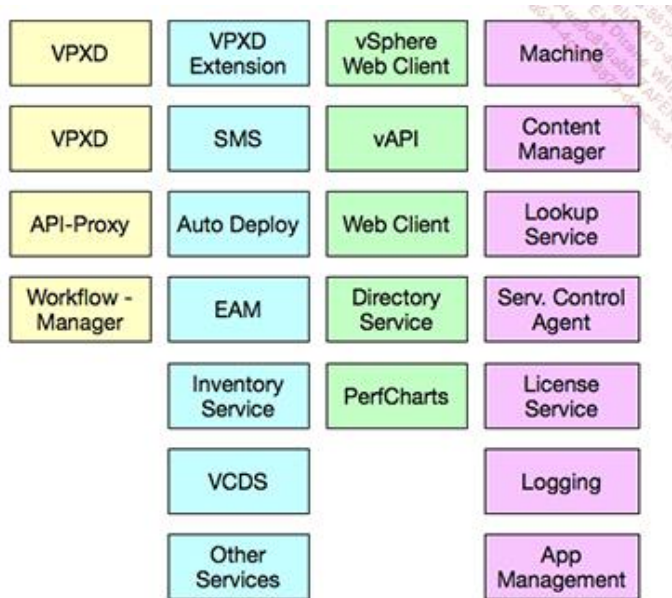 VPXD
VPXD
API-Proxy
Workflow -
Manager
VPXD
Extension
SMS
Auto Deploy
EAM
Inventory
Service
VCDS
Other
Services
vSphere
Web Client
vAPI
Web Client
Directory
Service
PerfCharts
Machine
Content
Manager
Lookup
Service
Serv. Control
Agent
License
Service
Logging
App
Management